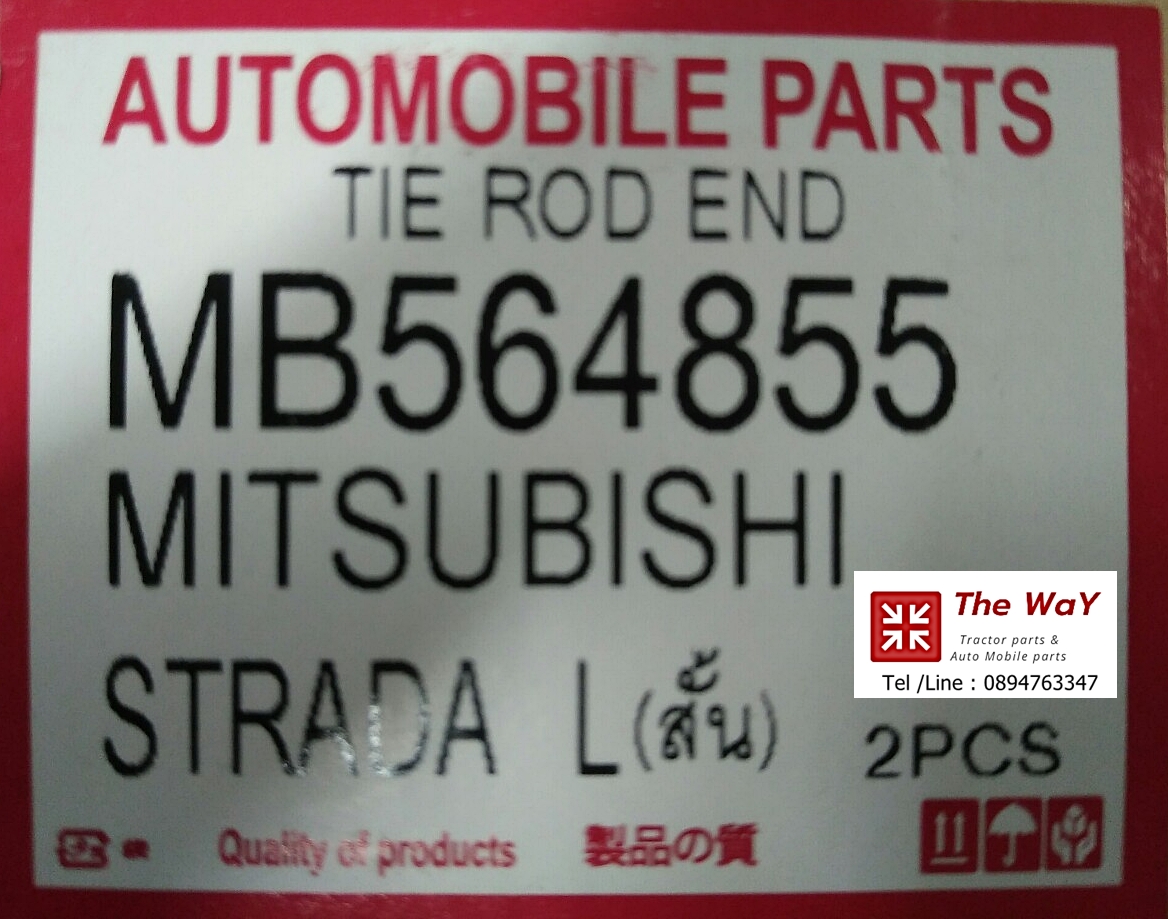 AUTOMOBILE PARTS
TIE ROD END
MB564855
MITSUBISHI
The WaY
Tractor parts &
Auto Mobile parts
Tel /Line : 0894763347
STRADA L(สั้น) 2PCS
Quality of products 製品の質